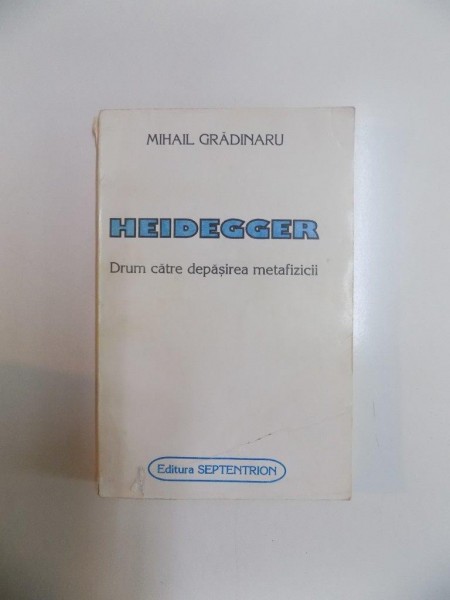 MIHAIL GRĂDINARU
HEIDEGGER
Drum către depășirea metafizicii
Editura SEPTENTRION